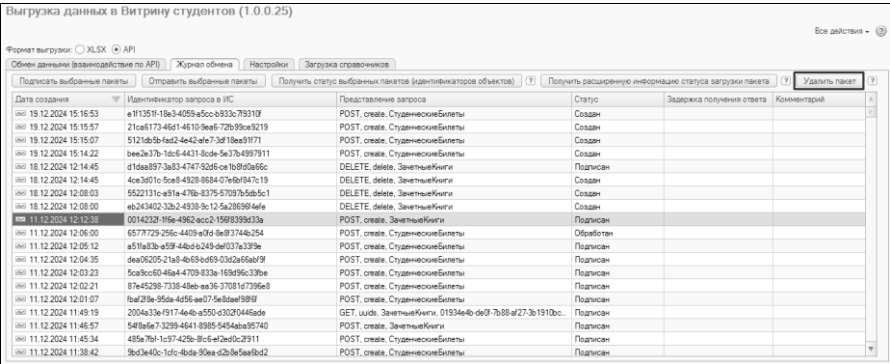 Выгрузка данных в Витрину студентов (1.0.0.25)
Все действия
Формат выгрузки: XLSX API
Обмен данными (взаимодействие по API) Журнал обмена Настройки Загрузка справочников
Подписать выбранные пакеты Отправить выбранные пакеты Получить статус выбранных пакетов (идентификаторов объектов) ? Получить расширенную информацию статуса загрузки пакета ? Удалить пакет ?
Дата создания Идентификатор запроса в ИС Представление запроса Статус Задержка получения ответа Комментарий
19.12.2024 15:16:53 e1f1351f-18e3-4059-a5cc-b933c7f9310f POST, create, СтуденческиеБилеты Создан
19.12.2024 15:15:57 21ca6173-46d1-4610-9ea6-72fb99ce9219 POST, create, СтуденческиеБилеты Создан
19.12.2024 15:15:07 5121db5b-fad2-4e42-afe7-3df18ea91f71 POST, create, СтуденческиеБилеты Создан
19.12.2024 15:14:22 bee2e37b-1dc6-4431-8cde-5e37b4997911 POST, create, СтуденческиеБилеты Создан
18.12.2024 12:14:45 d1daa897-3a83-4747-92d6-ce1b8fd0a66c DELETE, delete, ЗачетныеКниги Подписан
18.12.2024 12:14:45 4ce3d01c-5ce8-4928-8684-07e6bf847c19 DELETE, delete, ЗачетныеКниги Создан
18.12.2024 12:08:03 5522131c-a91a-476b-8375-57097b5db5c1 DELETE, delete, ЗачетныеКниги Создан
18.12.2024 12:08:00 eb243402-32b2-4938-9c12-5a28696f4efe DELETE, delete, ЗачетныеКниги Создан
11.12.2024 12:12:38 0014232f-1f6e-4962-acc2-156f8399d33a POST, create, ЗачетныеКниги Подписан
11.12.2024 12:06:00 6577f729-256c-4409-a0fd-8e8f3744b254 POST, create, СтуденческиеБилеты Обработан
11.12.2024 12:05:12 a51fa83b-a59f-44bd-b249-def037a33f9e POST, create, СтуденческиеБилеты Подписан
11.12.2024 12:04:35 dea06205-21a8-4b69-bd69-03d2a66abf9f POST, create, СтуденческиеБилеты Подписан
11.12.2024 12:03:23 5ca9cc60-46a4-4709-833a-169d96c33fbe POST, create, СтуденческиеБилеты Подписан
11.12.2024 12:02:21 87e45298-7338-48eb-aa36-37081d7396e8 POST, create, СтуденческиеБилеты Подписан
11.12.2024 12:01:07 fbaf2f8e-95da-4d56-ae07-5e8daef98f6f POST, create, СтуденческиеБилеты Подписан
11.12.2024 11:49:19 2004a33e-f917-4e4b-a550-d302f0446ade GET, uuids, ЗачетныеКниги, 01934e4b-de0f-7b88-af27-3b1910bc... Подписан
11.12.2024 11:46:57 54f8a6e7-3299-4641-8985-5454aba95740 POST, create, ЗачетныеКниги Подписан
11.12.2024 11:45:34 485e7fbf-1c97-425b-8fc6-ef2ed0c2f911 POST, create, СтуденческиеБилеты Подписан
11.12.2024 11:38:42 9bd3e40c-1cfc-4bda-90ea-d2b8e5aa6bd2 POST, create, СтуденческиеБилеты Подписан